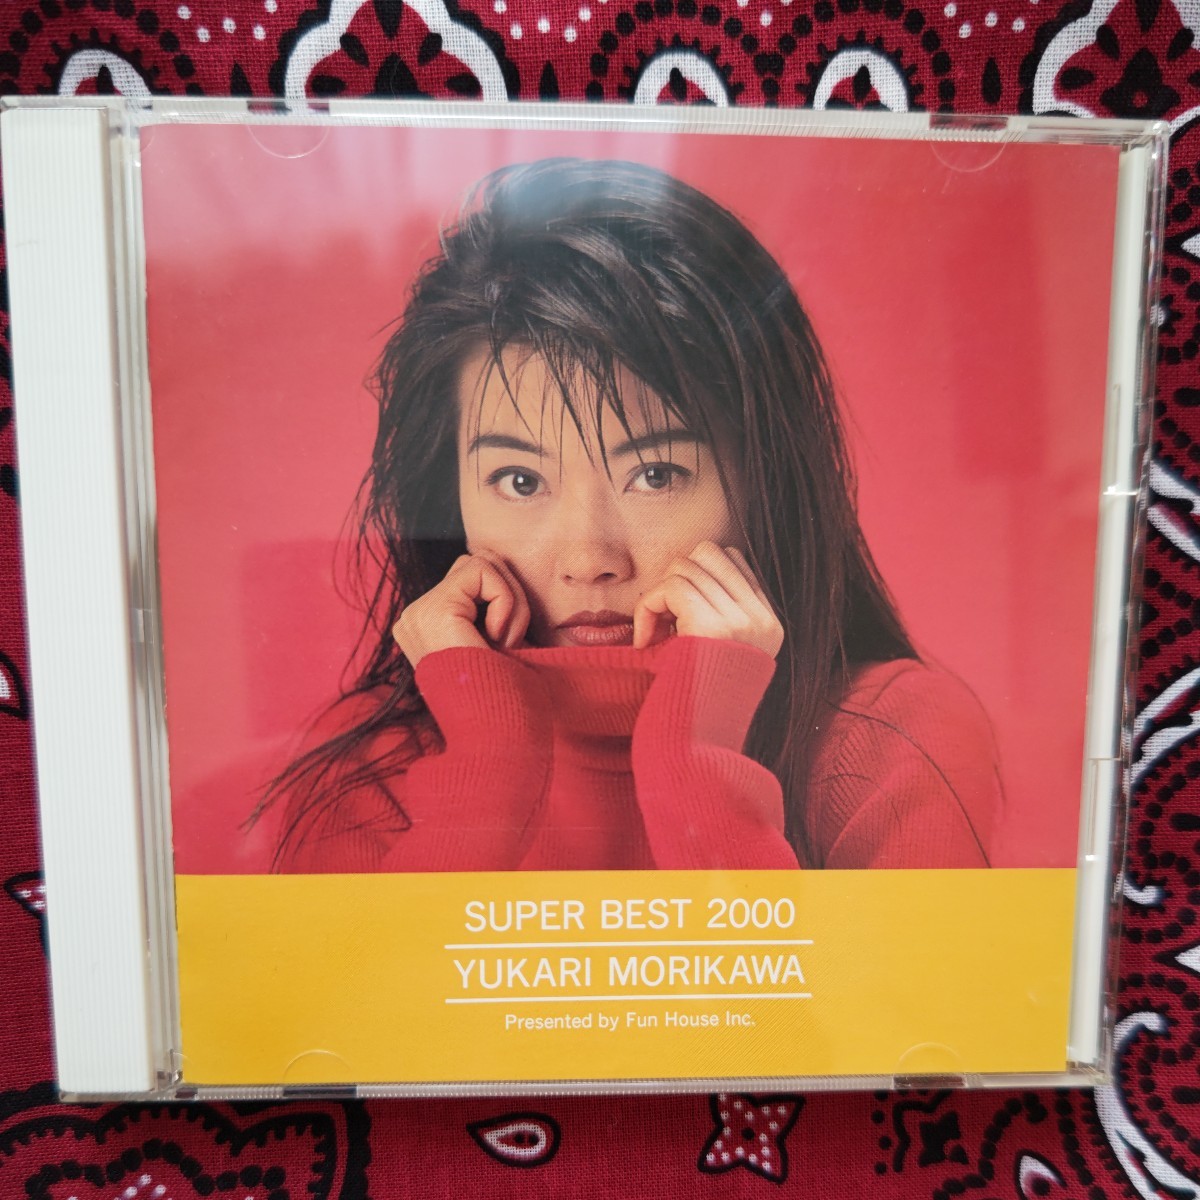 SUPER BEST 2000
YUKARI MORIKAWA
Presented by Fun House Inc.